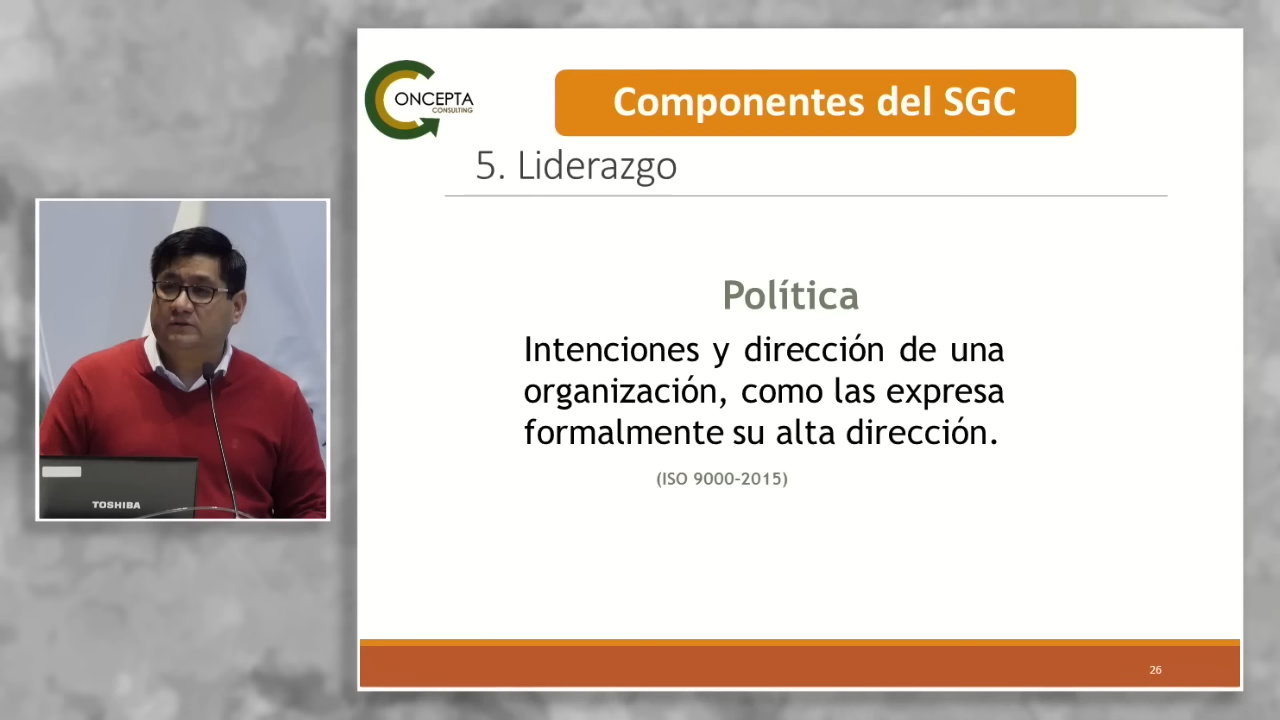 ONCEPTA
CONSULTING
Componentes del SGC
5. Liderazgo
Política
Intenciones y dirección de una
organización, como las expresa
formalmente su alta dirección.
(ISO 9000-2015)
TOSHIBA
26